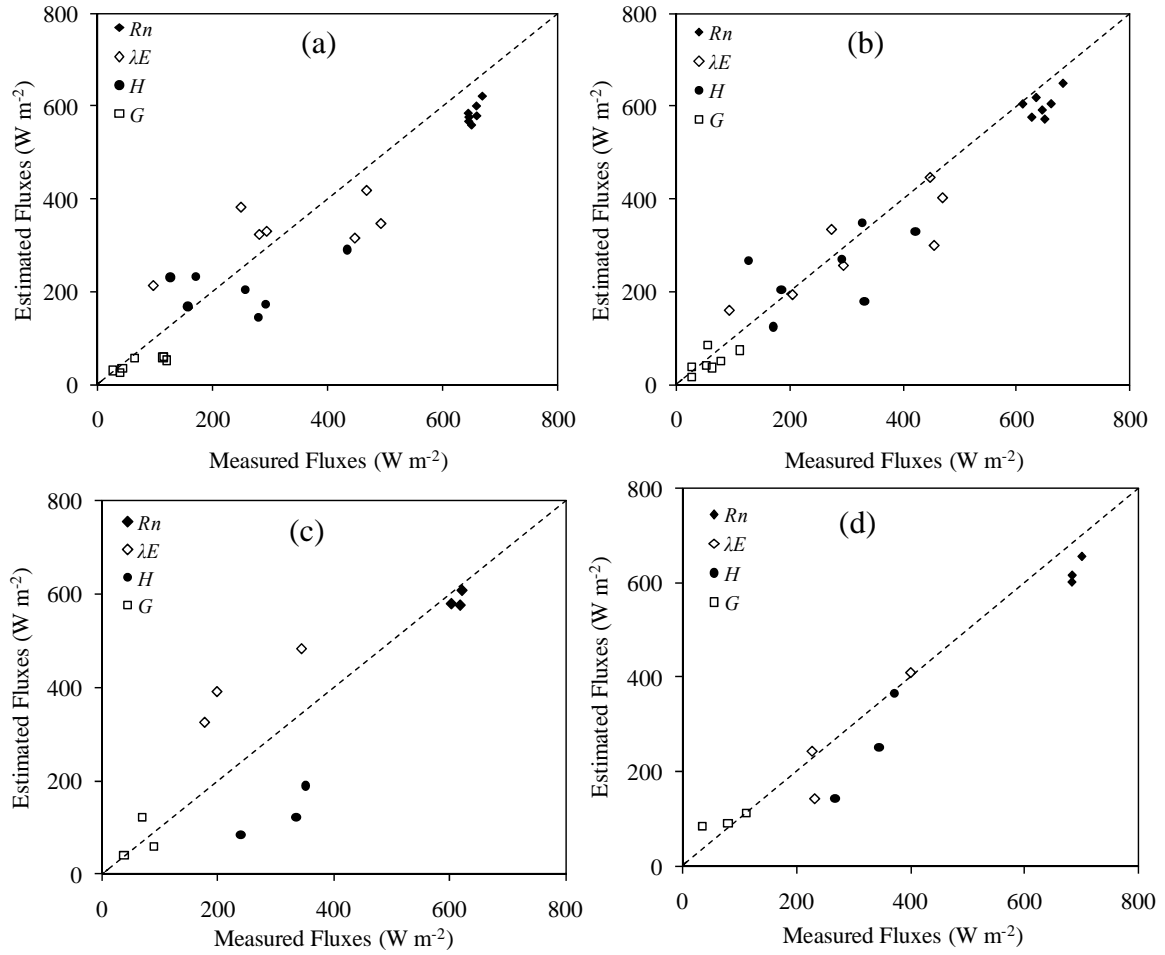 (a)
Rn
λE
H
G
Estimated Fluxes (W m-2)
800
600
400
200
0
0 200 400 600 800
Measured Fluxes (W m-2)
(b)
Rn
λE
H
G
Estimated Fluxes (W m-2)
800
600
400
200
0
0 200 400 600 800
Measured Fluxes (W m-2)
(c)
Rn
λE
H
G
Estimated Fluxes (W m-2)
800
600
400
200
0
0 200 400 600 800
Measured Fluxes (W m-2)
(d)
Rn
λE
H
G
Estimated Fluxes (W m-2)
800
600
400
200
0
0 200 400 600 800
Measured Fluxes (W m-2)